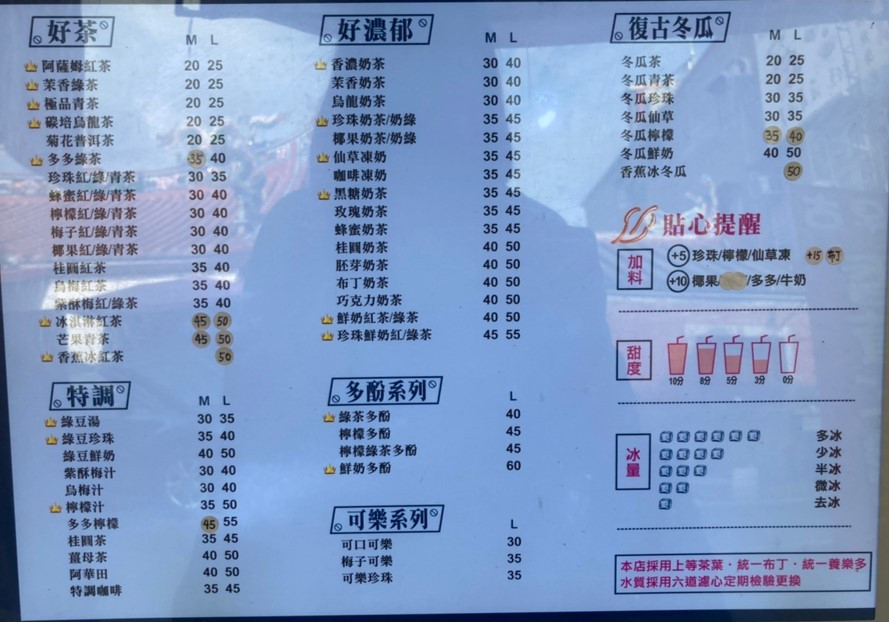 好茶 M L
阿薩姆紅茶 20 25
茉香綠茶 20 25
極品青茶 20 25
碳培烏龍茶 20 25
菊花普洱茶 20 25
多多綠茶 35 40
珍珠紅/綠/青茶 30 35
蜂蜜紅/綠/青茶 30 40
檸檬紅/綠/青茶 30 40
梅子紅/綠/青茶 30 40
椰果紅/綠/青茶 30 40
桂圓紅茶 35 40
烏梅紅茶 35 40
紫酥梅紅/綠茶 35 40
冰淇淋紅茶 45 50
芒果青茶 45 50
香蕉冰紅茶 50
特調 M L
綠豆湯 30 35
綠豆珍珠 35 40
綠豆鮮奶 40 50
紫酥梅汁 30 40
烏梅汁 30 40
檸檬汁 35 50
多多檸檬 45 55
桂圓茶 35 45
薑母茶 40 50
阿華田 40 50
特調咖啡 35 45
好濃郁 M L
香濃奶茶 30 40
茉香奶茶 30 40
烏龍奶茶 30 40
珍珠奶茶/奶綠 35 45
椰果奶茶/奶綠 35 45
仙草凍奶 35 45
咖啡凍奶 35 45
黑糖奶茶 35 45
玫瑰奶茶 35 45
蜂蜜奶茶 35 45
桂圓奶茶 40 50
胚芽奶茶 40 50
布丁奶茶 40 50
巧克力奶茶 40 50
鮮奶紅茶/綠茶 40 50
珍珠鮮奶紅/綠茶 45 55
多酚系列 L
綠茶多酚 40
檸檬多酚 45
檸檬綠茶多酚 45
鮮奶多酚 60
可樂系列 L
可口可樂 30
梅子可樂 35
可樂珍珠 35
復古冬瓜 M L
冬瓜茶 20 25
冬瓜青茶 20 25
冬瓜珍珠 30 35
冬瓜仙草 30 35
冬瓜檸檬 35 40
冬瓜鮮奶 40 50
香蕉冰冬瓜 50
貼心提醒
加料
+5 珍珠/檸檬/仙草凍 +15 布丁
+10 椰果/ /多多/牛奶
甜度
10分 8分 5分 3分 0分
冰量
多冰
少冰
半冰
微冰
去冰
本店採用上等茶葉·統一布丁·統一養樂多
水質採用六道濾心定期檢驗更換